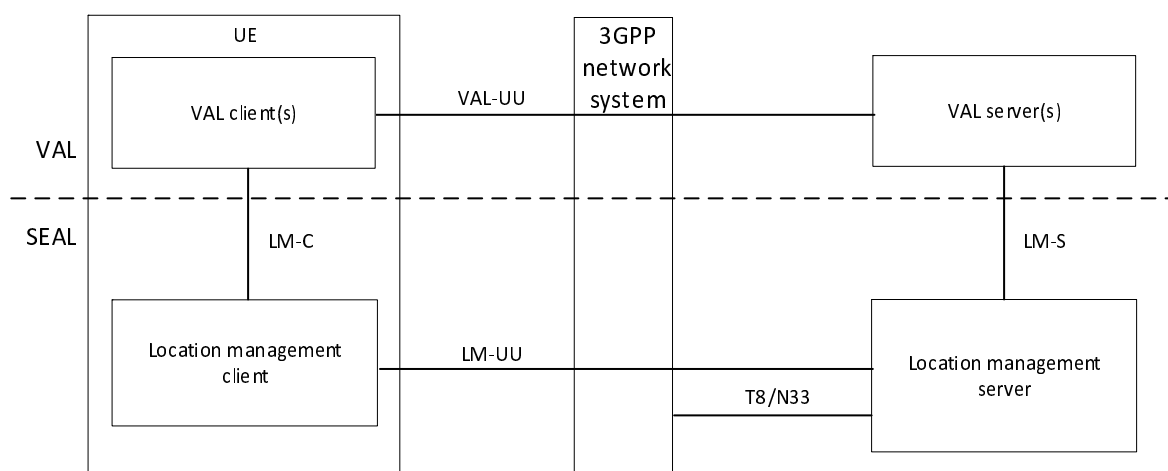 UE
3GPP
network
system
VAL client(s)
VAL-UU
VAL server(s)
VAL
SEAL
LM-C
LM-S
Location management
client
LM-UU
Location management
server
T8/N33